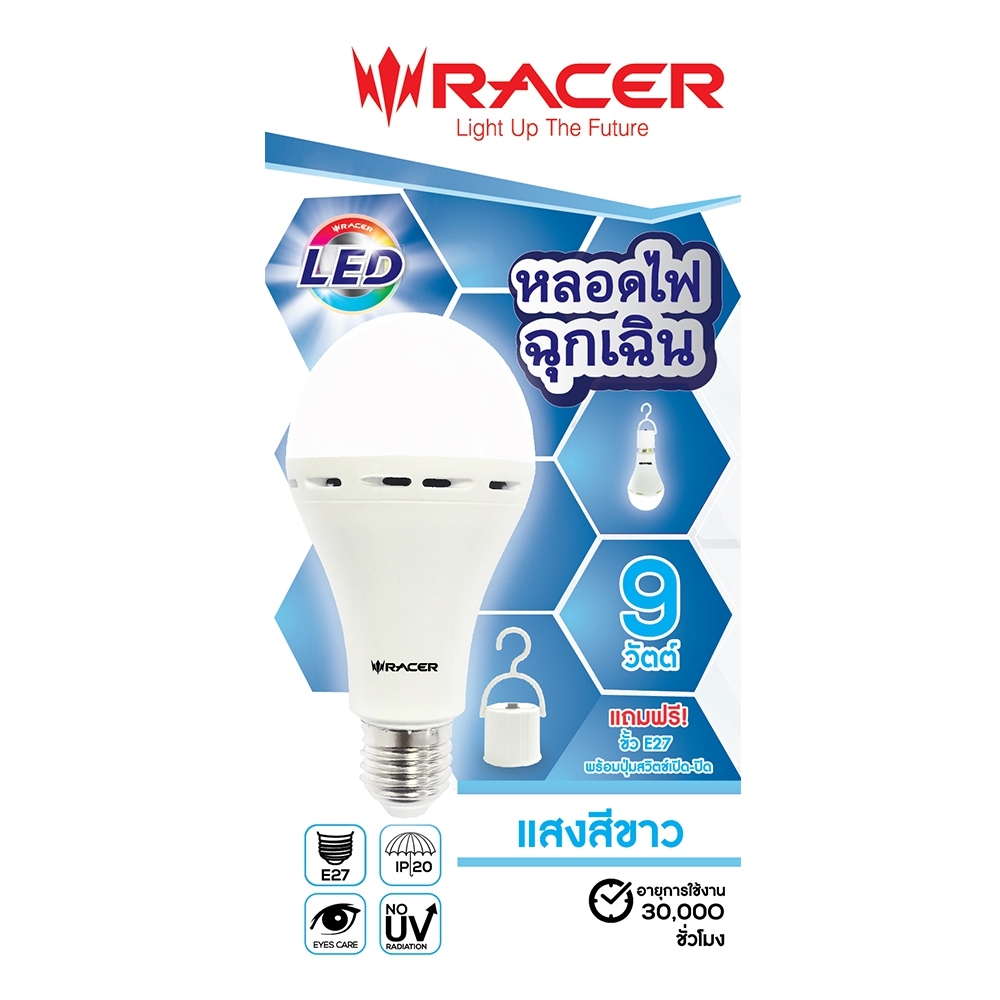 RACER
Light Up The Future
RACER
LED
หลอดไฟ
ฉุกเฉิน
9
วัตต์
RACER
แถมฟรี!
ขั้ว E27
พร้อมปุ่มสวิตช์เปิด-ปิด
แสงสีขาว
E27
IP20
EYES CARE
NO
UV
RADIATION
อายุการใช้งาน
30,000
ชั่วโมง